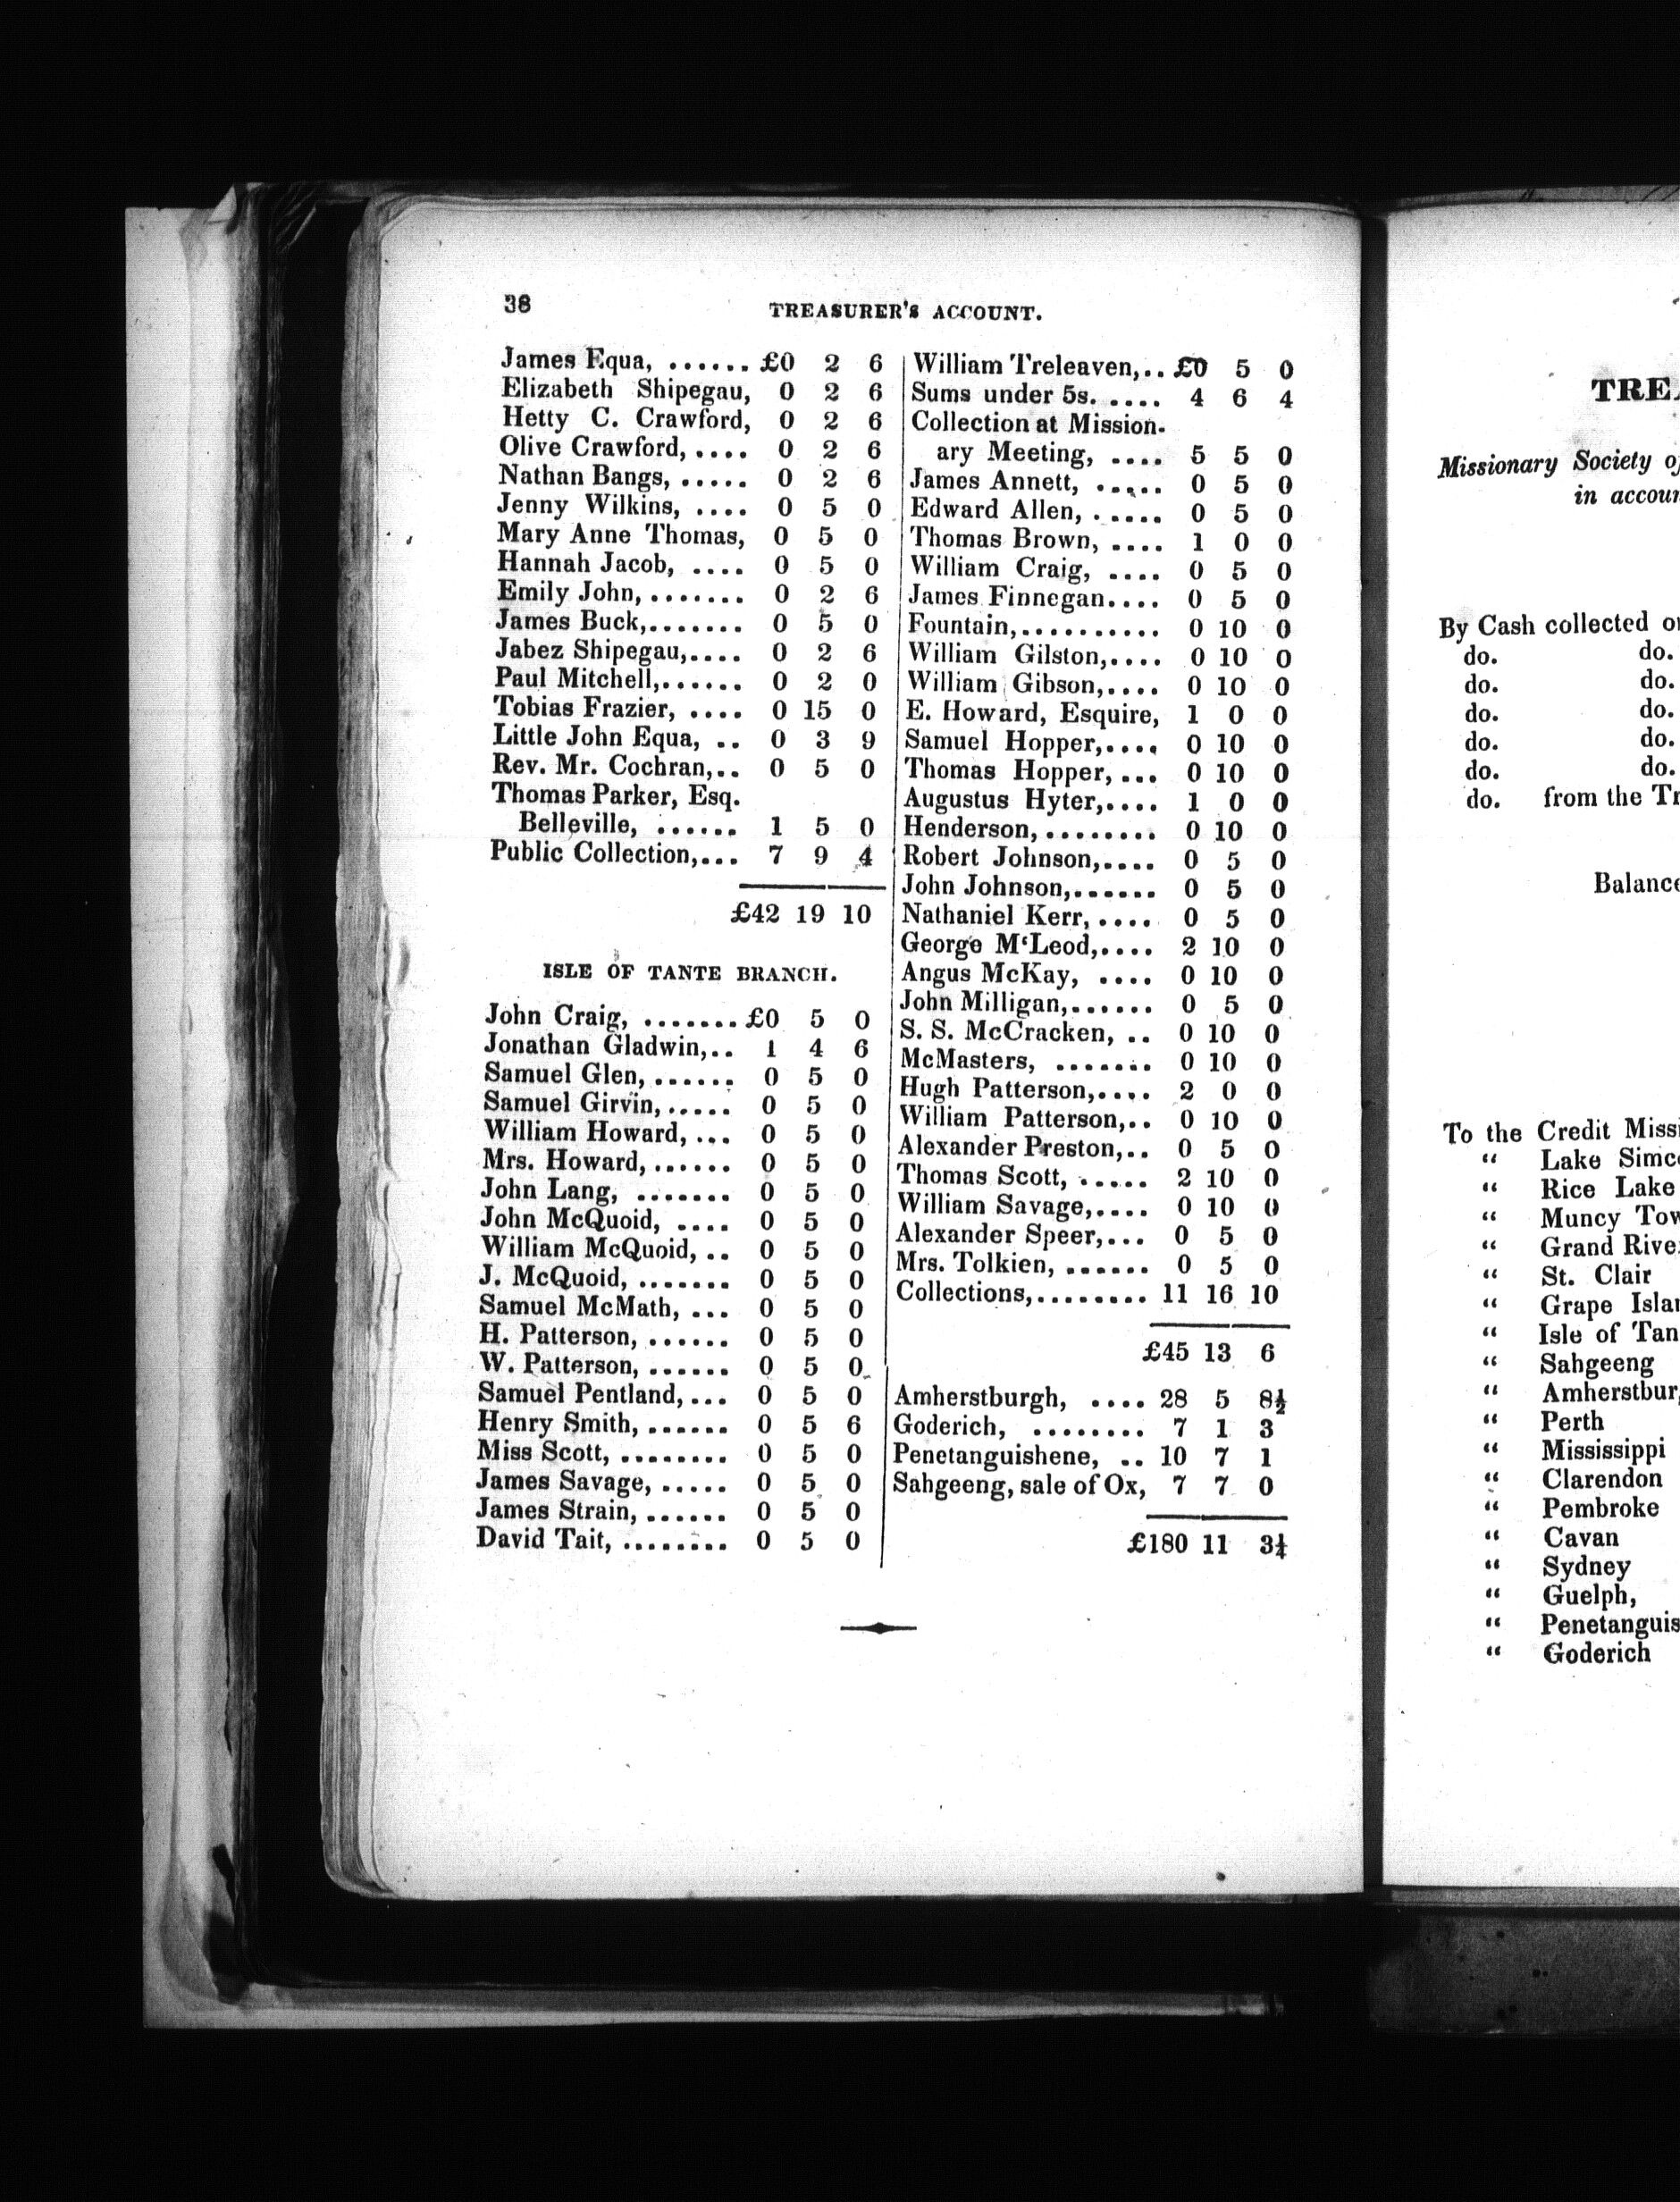 38
TREASURER'S ACCOUNT.
James Equa, ...... £0 2 6
Elizabeth Shipegau, 0 2 6
Hetty C. Crawford, 0 2 6
Olive Crawford, .... 0 2 6
Nathan Bangs, ..... 0 2 6
Jenny Wilkins, .... 0 5 0
Mary Anne Thomas, 0 5 0
Hannah Jacob, .... 0 5 0
Emily John, ....... 0 2 6
James Buck,....... 0 5 0
Jabez Shipegau,.... 0 2 6
Paul Mitchell,...... 0 2 0
Tobias Frazier, .... 0 15 0
Little John Equa, .. 0 3 9
Rev. Mr. Cochran,.. 0 5 0
Thomas Parker, Esq.
Belleville, ...... 1 5 0
Public Collection,... 7 9 4
£42 19 10
ISLE OF TANTE BRANCH.
John Craig, ....... £0 5 0
Jonathan Gladwin,.. 1 4 6
Samuel Glen, ...... 0 5 0
Samuel Girvin, ..... 0 5 0
William Howard, ... 0 5 0
Mrs. Howard, ...... 0 5 0
John Lang, ....... 0 5 0
John McQuoid, .... 0 5 0
William McQuoid, .. 0 5 0
J. McQuoid, ....... 0 5 0
Samuel McMath, ... 0 5 0
H. Patterson, ...... 0 5 0
W. Patterson, ...... 0 5 0
Samuel Pentland, ... 0 5 0
Henry Smith, ...... 0 5 6
Miss Scott, ........ 0 5 0
James Savage, ..... 0 5 0
James Strain, ...... 0 5 0
David Tait, ........ 0 5 0
William Treleaven,.. £0 5 0
Sums under 5s. .... 4 6 4
Collection at Mission-
ary Meeting, .... 5 5 0
James Annett, ..... 0 5 0
Edward Allen, ..... 0 5 0
Thomas Brown, .... 1 0 0
William Craig, .... 0 5 0
James Finnegan.... 0 5 0
Fountain,.......... 0 10 0
William Gilston,.... 0 10 0
William Gibson,.... 0 10 0
E. Howard, Esquire, 1 0 0
Samuel Hopper,.... 0 10 0
Thomas Hopper, ... 0 10 0
Augustus Hyter,.... 1 0 0
Henderson, ........ 0 10 0
Robert Johnson,.... 0 5 0
John Johnson,...... 0 5 0
Nathaniel Kerr, .... 0 5 0
George M'Leod,.... 2 10 0
Angus McKay, .... 0 10 0
John Milligan,...... 0 5 0
S. S. McCracken, .. 0 10 0
McMasters, ....... 0 10 0
Hugh Patterson,.... 2 0 0
William Patterson,.. 0 10 0
Alexander Preston,.. 0 5 0
Thomas Scott, ..... 2 10 0
William Savage,.... 0 10 0
Alexander Speer,... 0 5 0
Mrs. Tolkien, ...... 0 5 0
Collections,........ 11 16 10
£45 13 6
Amherstburgh, .... 28 5 8½
Goderich, ........ 7 1 3
Penetanguishene, .. 10 7 1
Sahgeeng, sale of Ox, 7 7 0
£180 11 3¼
TRE
Missionary Society
in
By Cash collected
do. do.
do. do.
do. do.
do. do.
do. do.
do. from the
Balance
To the Credit
" Lake
" Rice Lake
" Muncy
" Grand
" St. Clair
" Grape
" Isle of
" Sahgeeng
"
" Perth
" Mississippi
" Clarendon
" Pembroke
" Cavan
" Sydney
" Guelph,
"
" Goderich